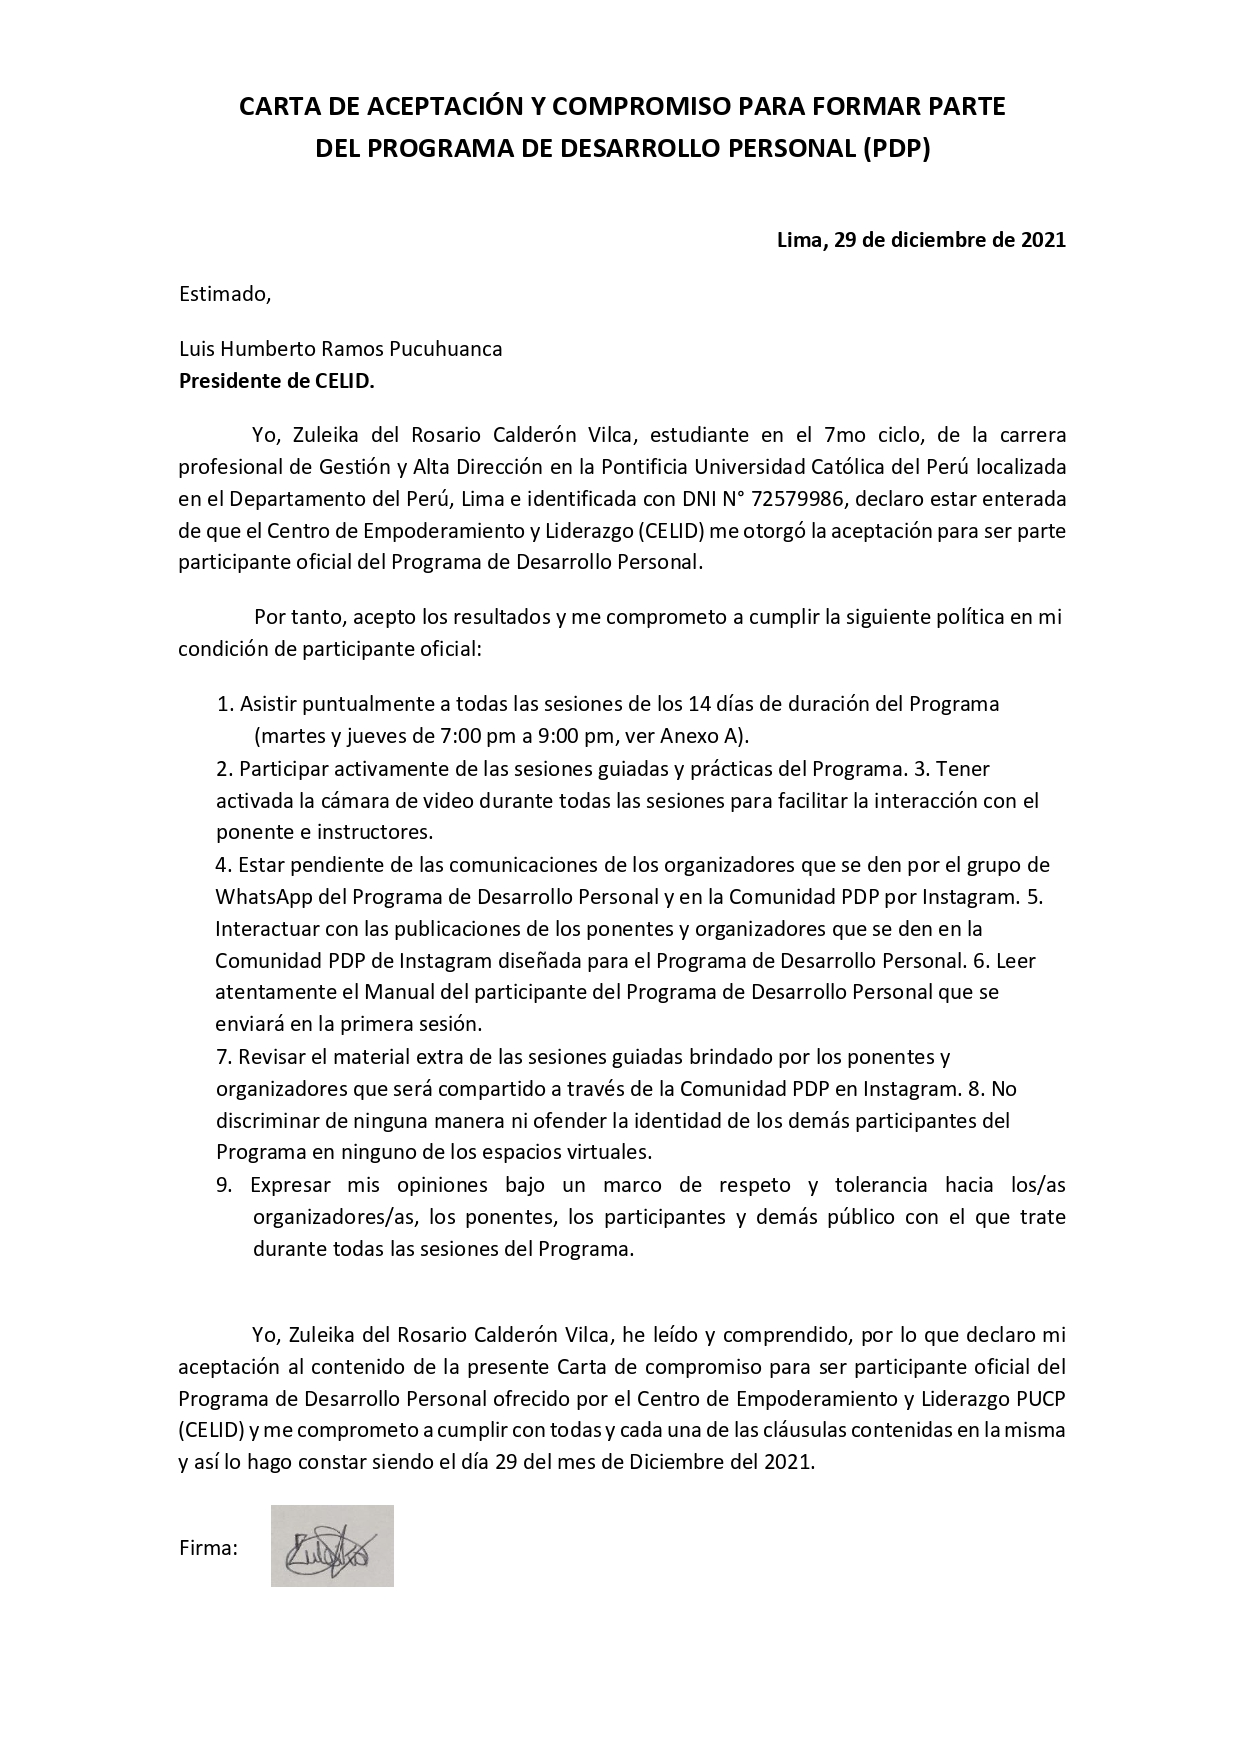 CARTA DE ACEPTACIÓN Y COMPROMISO PARA FORMAR PARTE
DEL PROGRAMA DE DESARROLLO PERSONAL (PDP)
Lima, 29 de diciembre de 2021
Estimado,
Luis Humberto Ramos Pucuhuanca
Presidente de CELID.
Yo, Zuleika del Rosario Calderón Vilca, estudiante en el 7mo ciclo, de la carrera
profesional de Gestión y Alta Dirección en la Pontificia Universidad Católica del Perú localizada
en el Departamento del Perú, Lima e identificada con DNI N° 72579986, declaro estar enterada
de que el Centro de Empoderamiento y Liderazgo (CELID) me otorgó la aceptación para ser parte
participante oficial del Programa de Desarrollo Personal.
Por tanto, acepto los resultados y me comprometo a cumplir la siguiente política en mi
condición de participante oficial:
1. Asistir puntualmente a todas las sesiones de los 14 días de duración del Programa
(martes y jueves de 7:00 pm a 9:00 pm, ver Anexo A).
2. Participar activamente de las sesiones guiadas y prácticas del Programa. 3. Tener
activada la cámara de video durante todas las sesiones para facilitar la interacción con el
ponente e instructores.
4. Estar pendiente de las comunicaciones de los organizadores que se den por el grupo de
WhatsApp del Programa de Desarrollo Personal y en la Comunidad PDP por Instagram. 5.
Interactuar con las publicaciones de los ponentes y organizadores que se den en la
Comunidad PDP de Instagram diseñada para el Programa de Desarrollo Personal. 6. Leer
atentamente el Manual del participante del Programa de Desarrollo Personal que se
enviará en la primera sesión.
7. Revisar el material extra de las sesiones guiadas brindado por los ponentes y
organizadores que será compartido a través de la Comunidad PDP en Instagram. 8. No
discriminar de ninguna manera ni ofender la identidad de los demás participantes del
Programa en ninguno de los espacios virtuales.
9. Expresar mis opiniones bajo un marco de respeto y tolerancia hacia los/as
organizadores/as, los ponentes, los participantes y demás público con el que trate
durante todas las sesiones del Programa.
Yo, Zuleika del Rosario Calderón Vilca, he leído y comprendido, por lo que declaro mi
aceptación al contenido de la presente Carta de compromiso para ser participante oficial del
Programa de Desarrollo Personal ofrecido por el Centro de Empoderamiento y Liderazgo PUCP
(CELID) y me comprometo a cumplir con todas y cada una de las cláusulas contenidas en la misma
y así lo hago constar siendo el día 29 del mes de Diciembre del 2021.
Firma: Zuleika